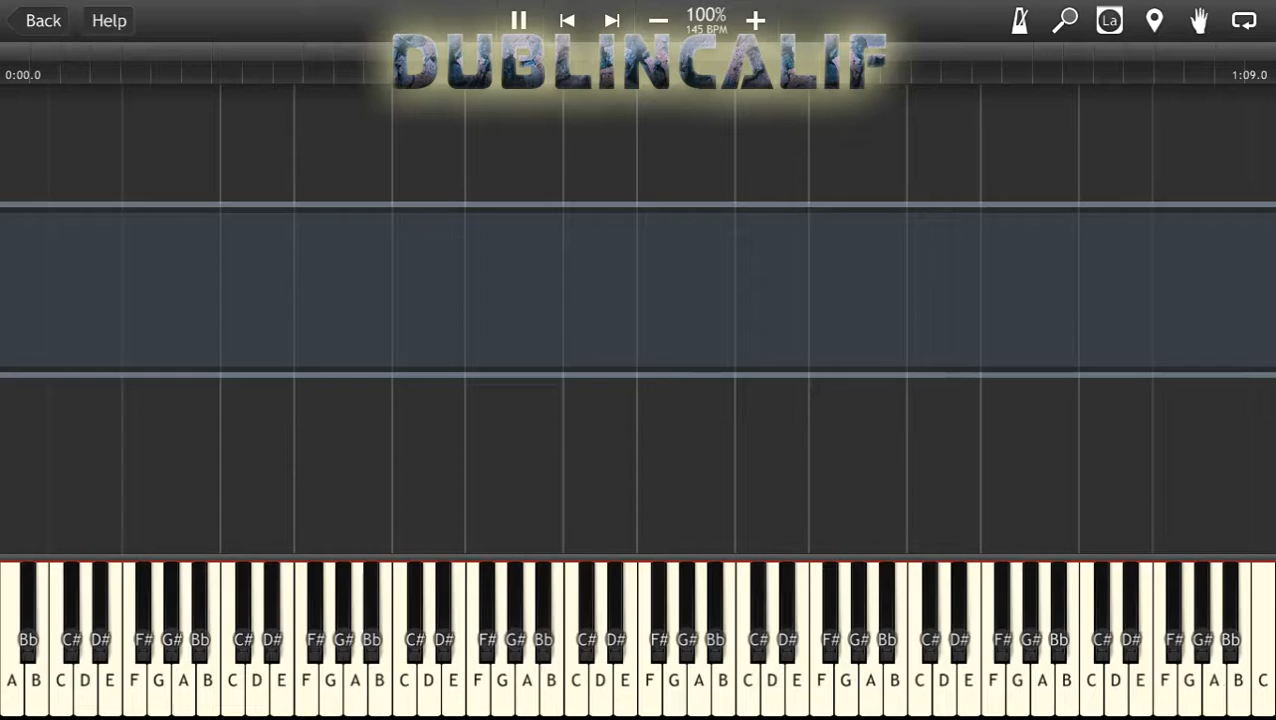 Back Help 100%
145 BPM La
DUBLINCALIF
0:00.0 1:09.0
Bb C# D# F# G# Bb C# D# F# G# Bb C# D# F# G# Bb C# D# F# G# Bb C# D# F# G# Bb C# D# F# G# Bb C# D# F# G# Bb
A B C D E F G A B C D E F G A B C D E F G A B C D E F G A B C D E F G A B C D E F G A B C D E F G A B C